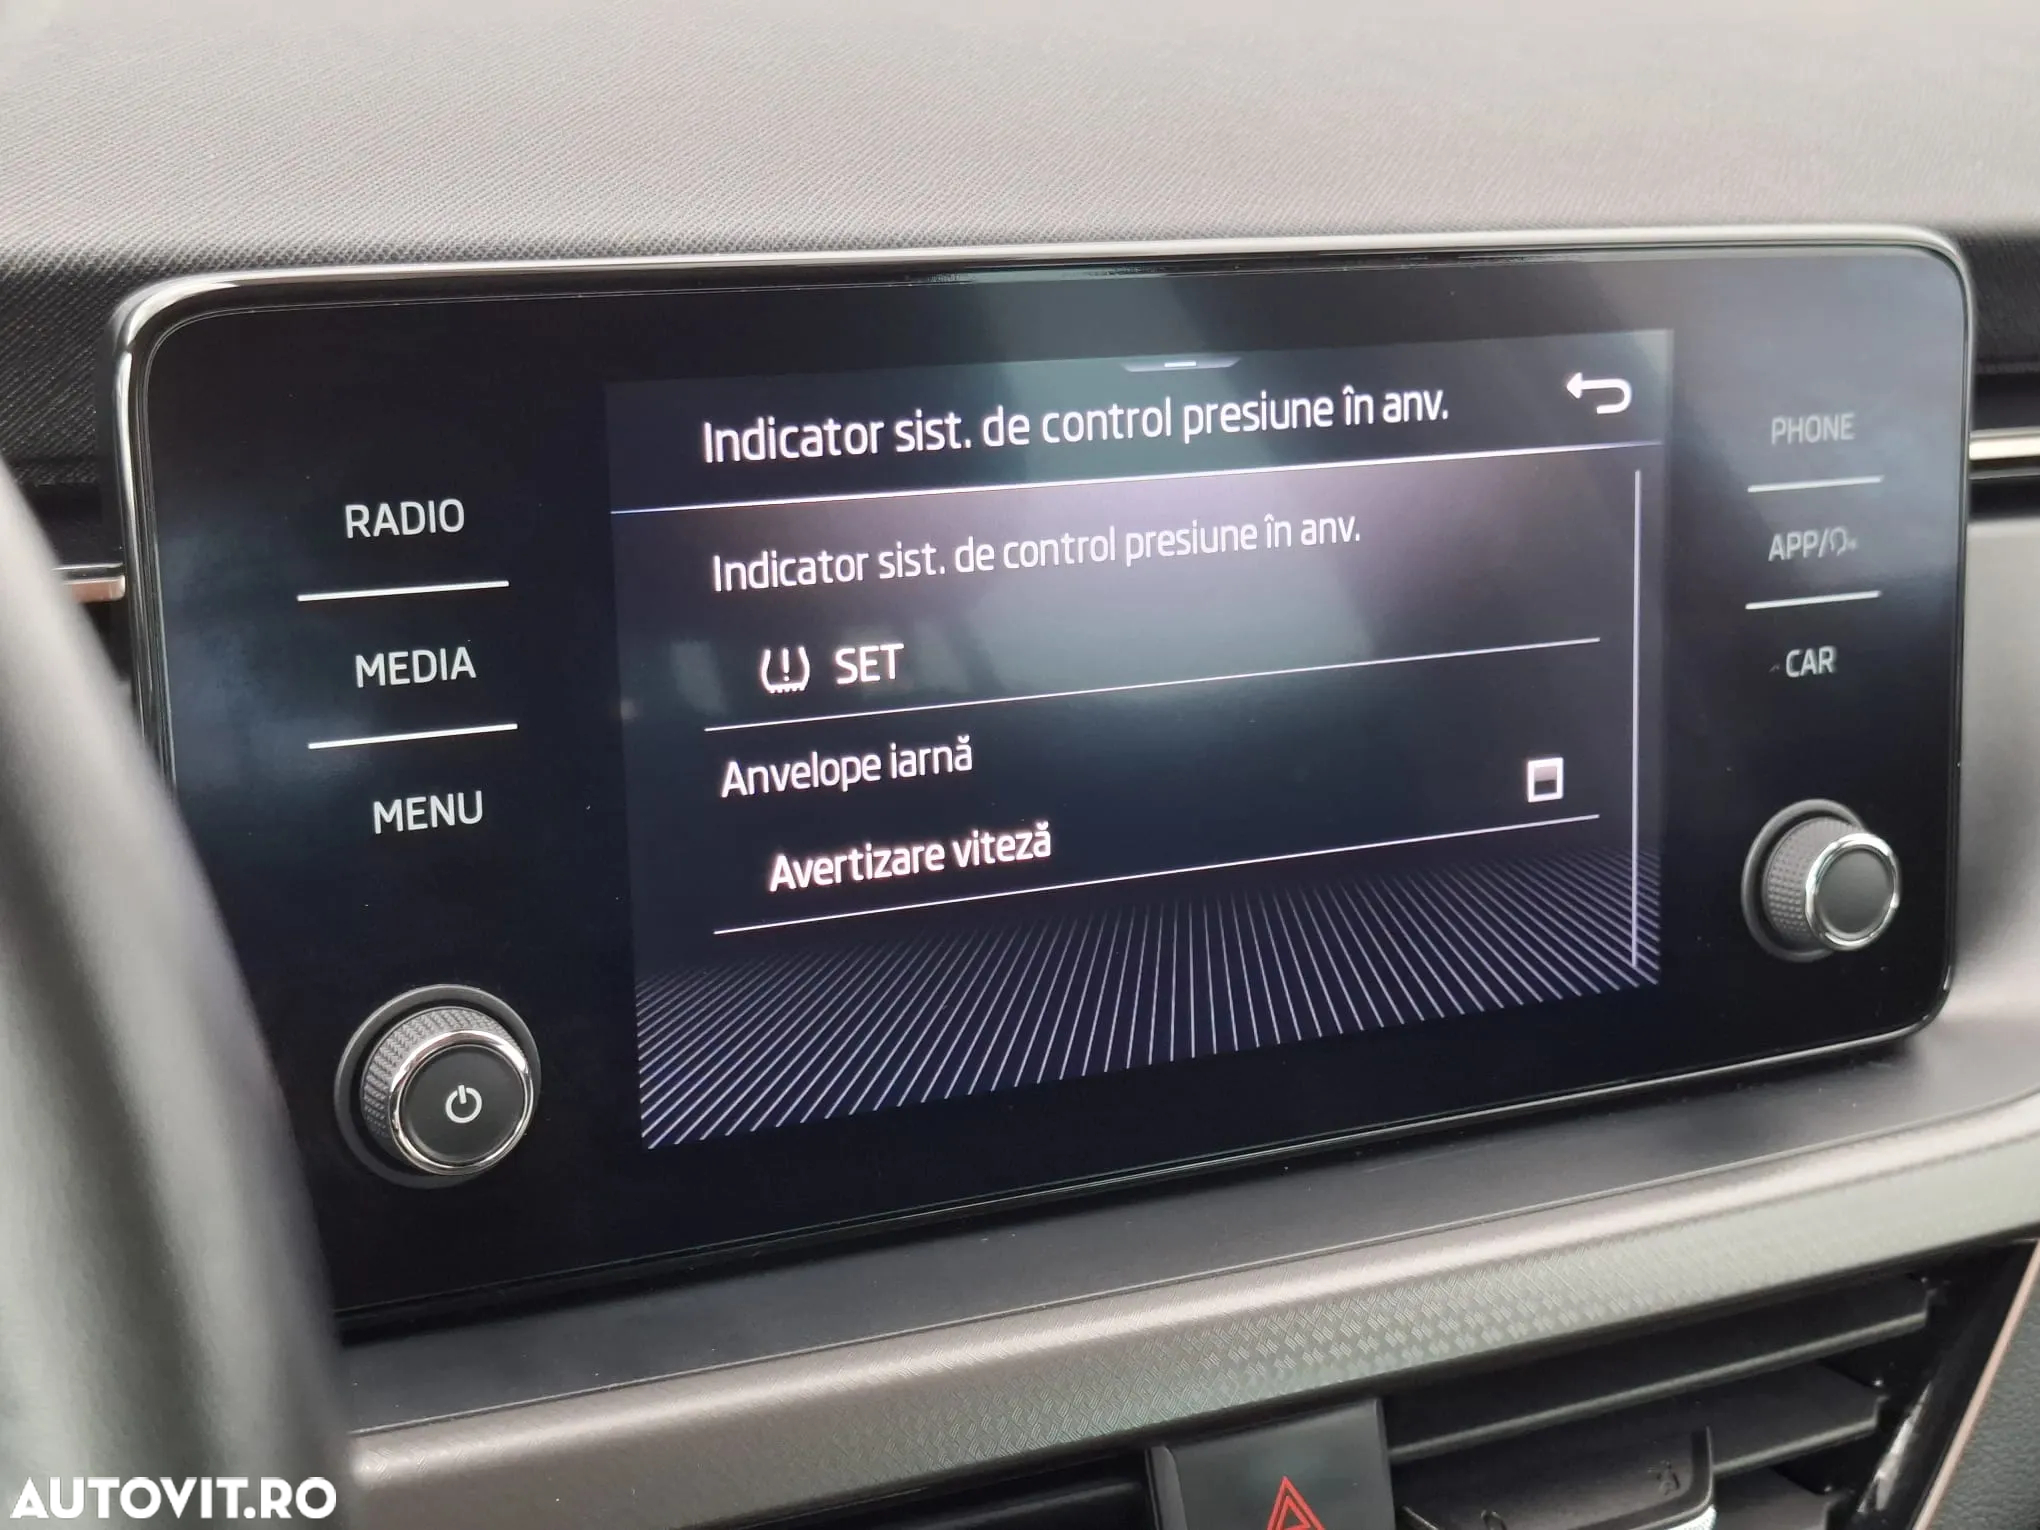 Indicator sist. de control presiune în anv.
RADIO
MEDIA
MENU
Indicator sist. de control presiune în anv.
SET
Anvelope iarnă
Avertizare viteză
PHONE
APP/
CAR
AUTOVIT.RO